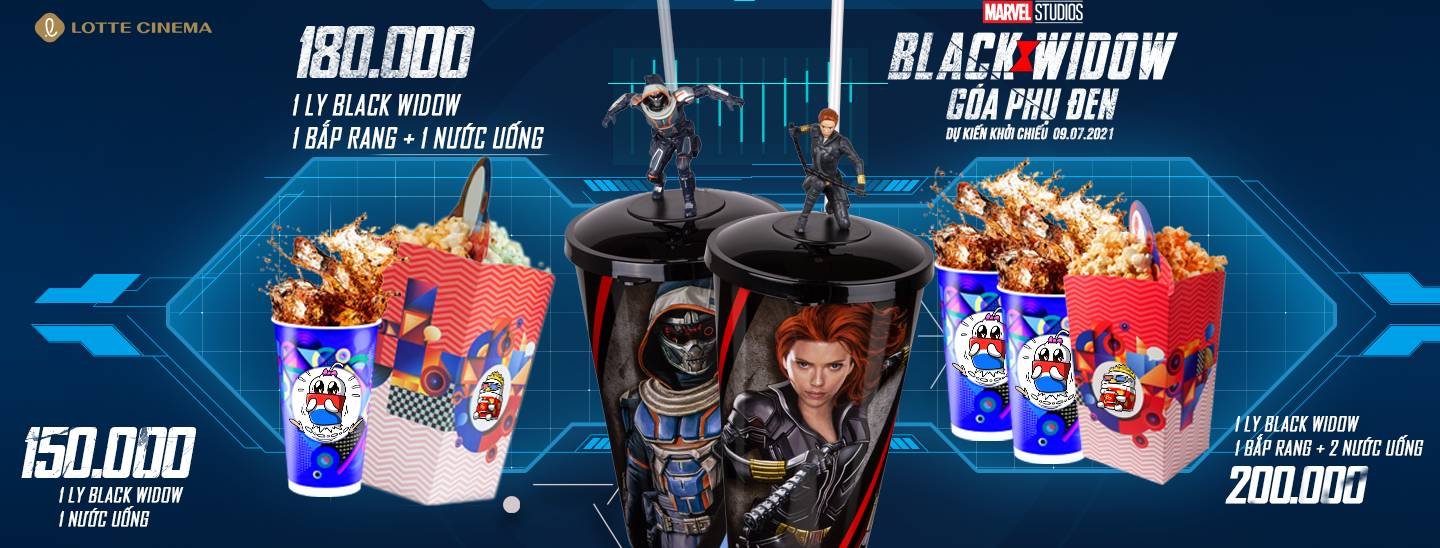 LOTTE CINEMA
180.000
1 LY BLACK WIDOW
1 BẮP RANG + 1 NƯỚC UỐNG
MARVEL STUDIOS
BLACK WIDOW
GÓA PHỤ ĐEN
DỰ KIẾN KHỞI CHIẾU 09.07.2021
150.000
1 LY BLACK WIDOW
1 NƯỚC UỐNG
1 LY BLACK WIDOW
1 BẮP RANG + 2 NƯỚC UỐNG
200.000